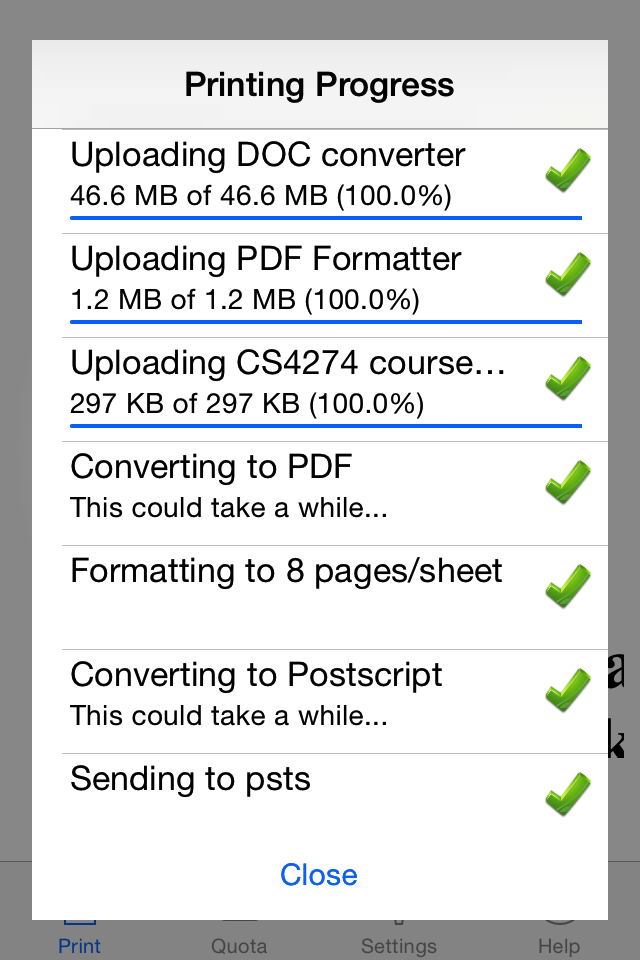 Printing Progress
Uploading DOC converter
46.6 MB of 46.6 MB (100.0%)
Uploading PDF Formatter
1.2 MB of 1.2 MB (100.0%)
Uploading CS4274 course...
297 KB of 297 KB (100.0%)
Converting to PDF
This could take a while...
Formatting to 8 pages/sheet
Converting to Postscript
This could take a while...
Sending to psts
Close
Print Quota Settings Help